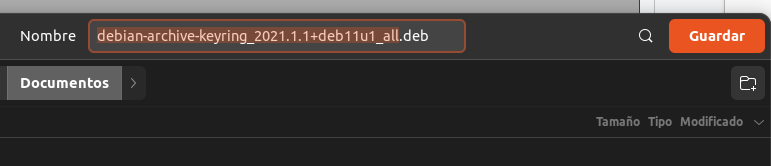 Nombre debian-archive-keyring_2021.1.1+deb11u1_all.deb Guardar
Documentos
Tamaño Tipo Modificado